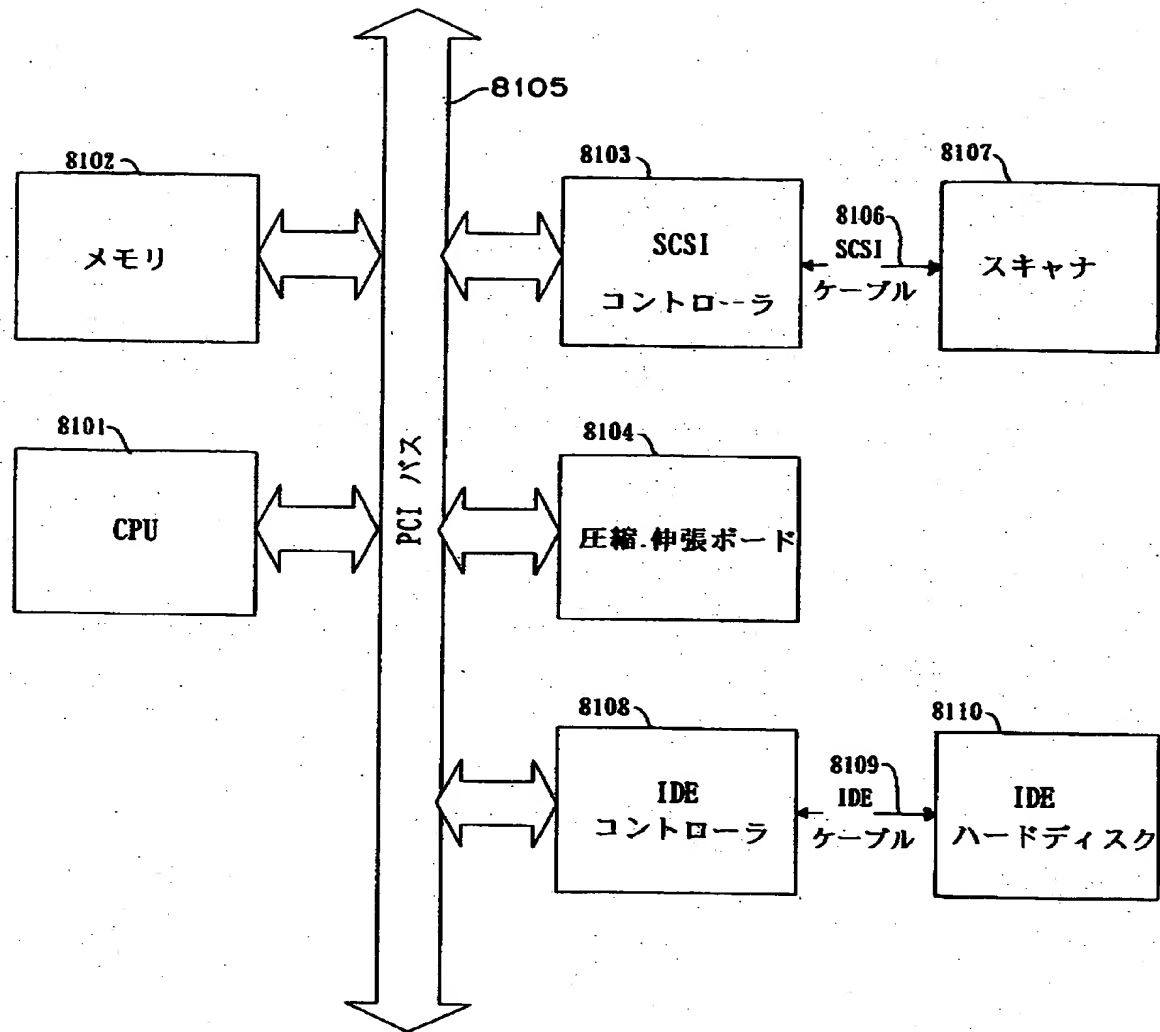 8105
8102
メモリ
8103
SCSI
コントローラ
8106
SCSI
ケーブル
8107
スキャナ
8101
CPU
PCI バス
8104
圧縮.伸張ボード
8108
IDE
コントローラ
8109
IDE
ケーブル
8110
IDE
ハードディスク